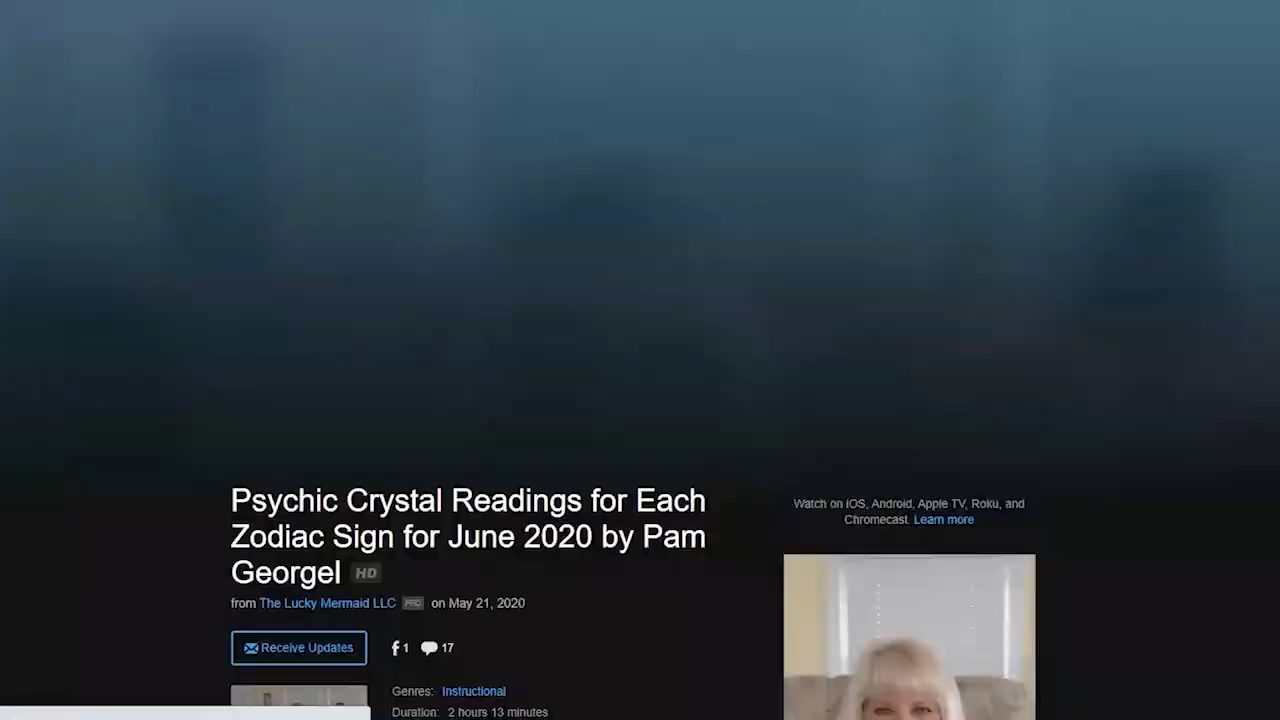 Psychic Crystal Readings for Each
Zodiac Sign for June 2020 by Pam
Georgel HD
from The Lucky Mermaid LLC PRO on May 21, 2020
Receive Updates
1 17
Genres: Instructional
Duration: 2 hours 13 minutes
Watch on iOS, Android, Apple TV, Roku, and
Chromecast. Learn more